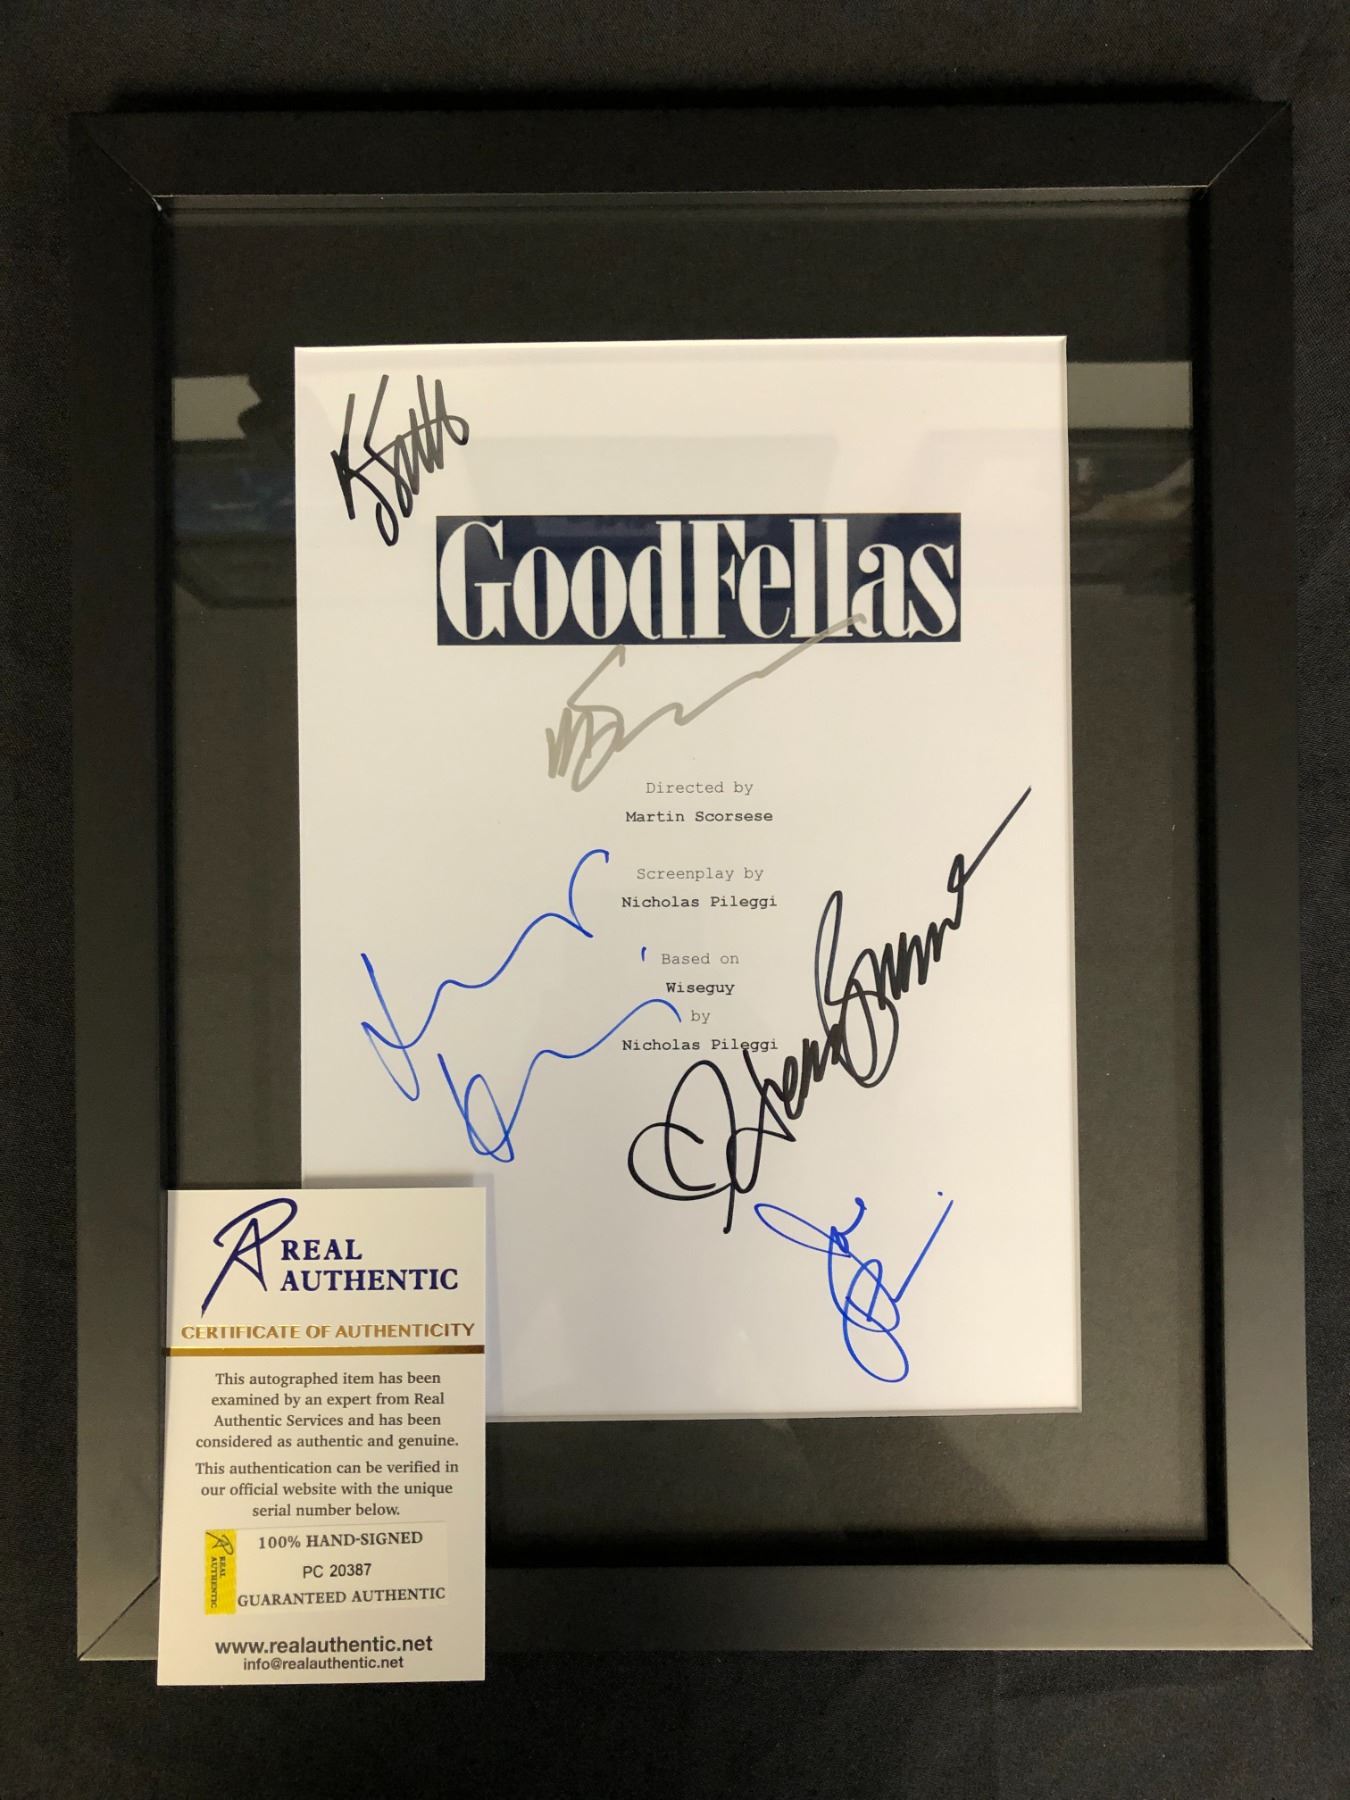 GoodFellas
Directed by
Martin Scorsese
Screenplay by
Nicholas Pileggi
Based on
Wiseguy
by
Nicholas Pileggi
Joe
REAL
AUTHENTIC
CERTIFICATE OF AUTHENTICITY
This autographed item has been
examined by an expert from Real
Authentic Services and has been
considered as authentic and genuine.
This authentication can be verified in
our official website with the unique
serial number below.
REAL
AUTHENTIC
100% HAND-SIGNED
PC 20387
GUARANTEED AUTHENTIC
www.realauthentic.net
info@realauthentic.net